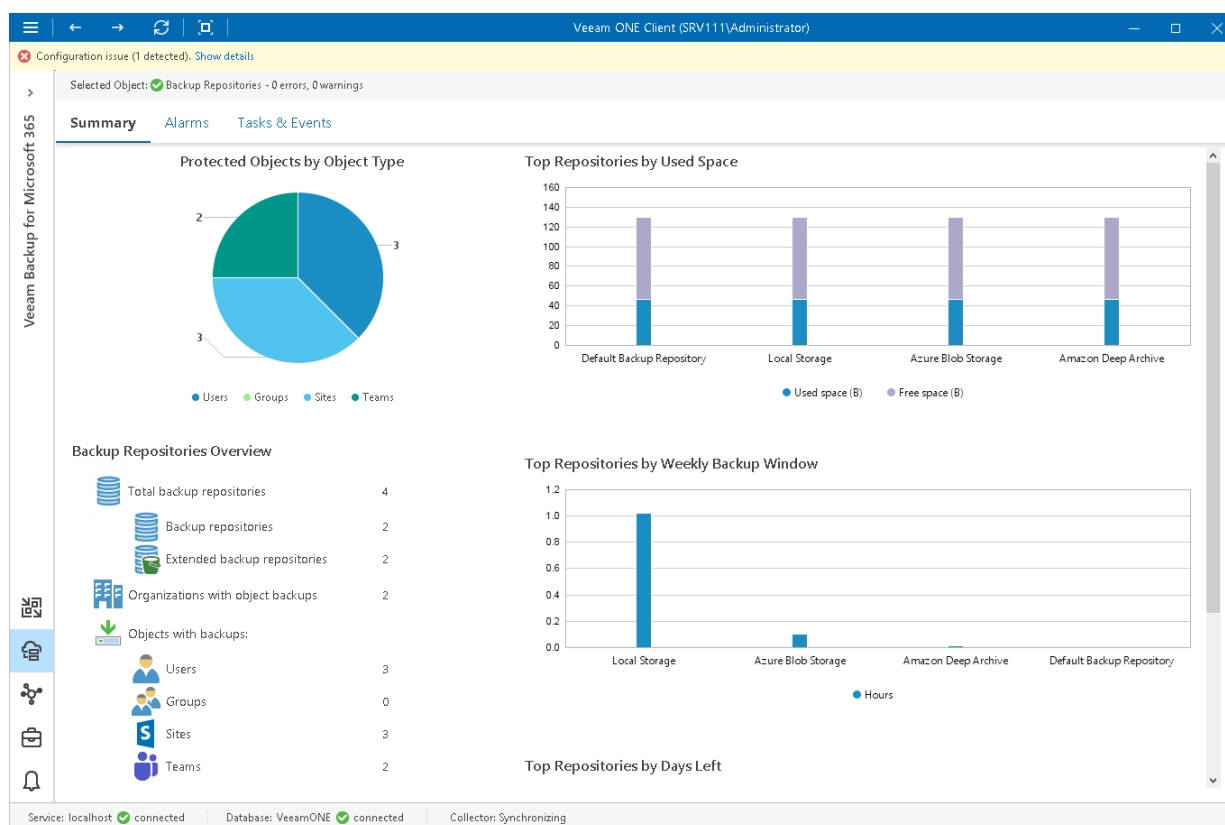 Veeam ONE Client (SRV111\Administrator)
Configuration issue (1 detected). Show details
Selected Object: Backup Repositories - 0 errors, 0 warnings
Veeam Backup for Microsoft 365
Summary Alarms Tasks & Events
Protected Objects by Object Type
2
3
3
Users Groups Sites Teams
Top Repositories by Used Space
160
140
120
100
80
60
40
20
0
Default Backup Repository Local Storage Azure Blob Storage Amazon Deep Archive
Used space (B) Free space (B)
Backup Repositories Overview
Total backup repositories 4
Backup repositories 2
Extended backup repositories 2
Organizations with object backups 2
Objects with backups:
Users 3
Groups 0
Sites 3
Teams 2
Top Repositories by Weekly Backup Window
1.2
1.0
0.8
0.6
0.4
0.2
0.0
Local Storage Azure Blob Storage Amazon Deep Archive Default Backup Repository
Hours
Top Repositories by Days Left
Service: localhost connected Database: VeeamONE connected Collector: Synchronizing